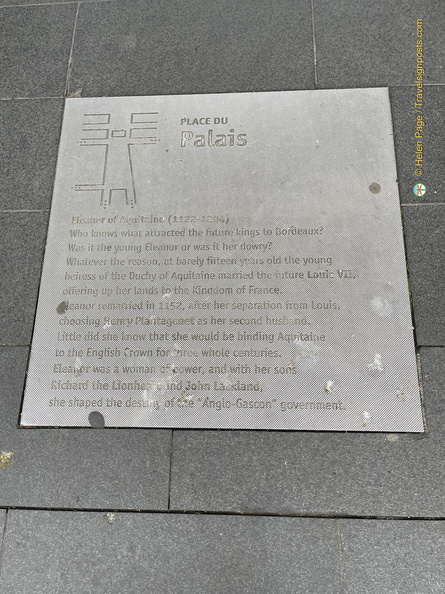 PLACE DU
Palais
Eleanor of Aquitaine (1122-1204)
Who knows what attracted the future kings to Bordeaux?
Was it the young Eleanor or was it her dowry?
Whatever the reason, at barely fifteen years old the young
heiress of the Duchy of Aquitaine married the future Louis VII,
offering up her lands to the Kingdom of France.
Eleanor remarried in 1152, after her separation from Louis,
choosing Henry Plantagenet as her second husband.
Little did she know that she would be binding Aquitaine
to the English Crown for three whole centuries.
Eleanor was a woman of power, and with her sons
Richard the Lionheart and John Lackland,
she shaped the destiny of the "Anglo-Gascon" government.
© Helen Page / Travelsignposts.com